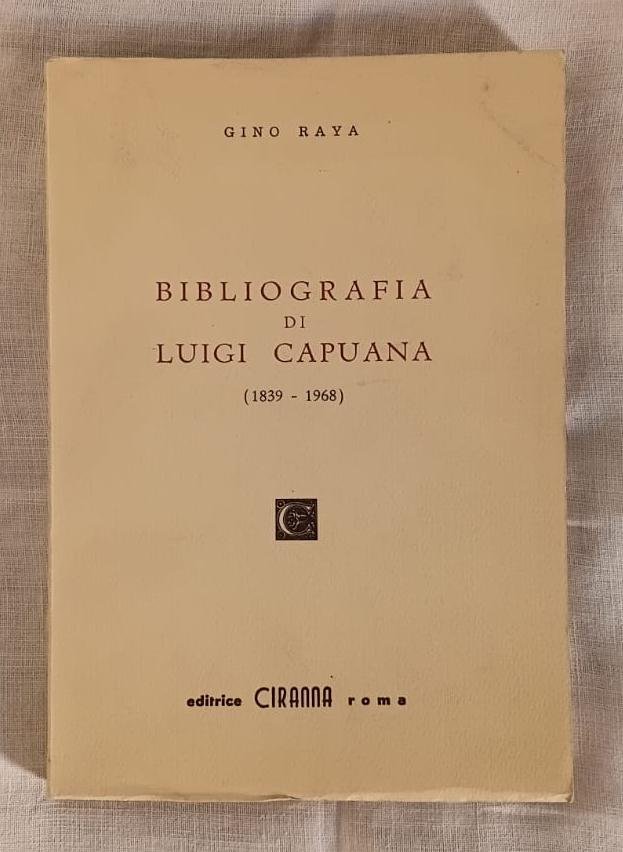 GINO RAYA
BIBLIOGRAFIA
DI
LUIGI CAPUANA
(1839 - 1968)
C
editrice CIRANNA roma